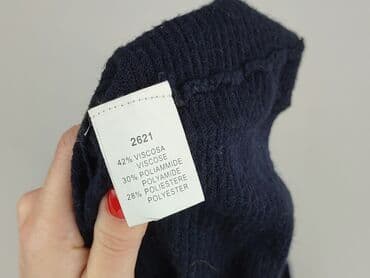 2621
42% VISCOSA
VISCOSE
30% POLIAMMIDE
POLYAMIDE
28% POLIESTERE
POLYESTER